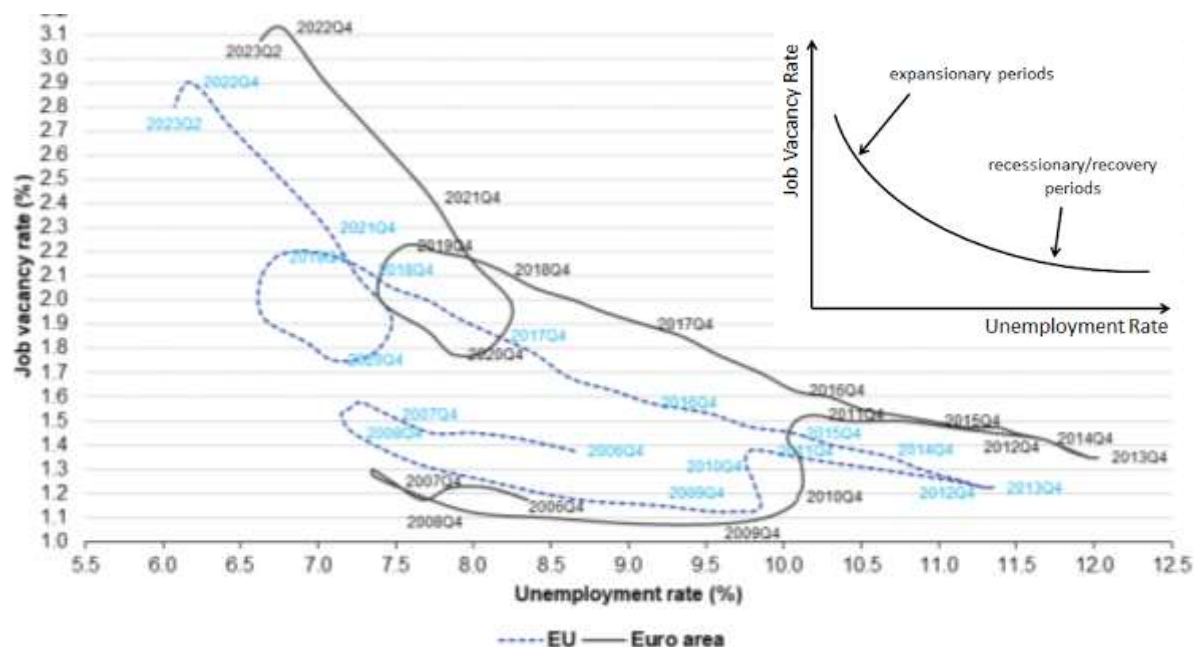 3.1
3.0
2.9
2.8
2.7
2.6
2.5
2.4
2.3
2.2
2.1
2.0
1.9
1.8
1.7
1.6
1.5
1.4
1.3
1.2
1.1
1.0
Job vacancy rate (%)
2022Q4
2023Q2
2022Q4
2023Q2
2021Q4
2021Q4
2019Q4
2019Q4
2018Q4
2018Q4
2017Q4
2017Q4
2020Q4
2020Q4
2016Q4
2016Q4
2007Q4
2011Q4
2015Q4
2008Q4
2015Q4
2012Q4
2014Q4
2006Q4
2011Q4
2014Q4
2013Q4
2010Q4
2007Q4
2009Q4
2012Q4
2013Q4
2006Q4
2010Q4
2008Q4
2009Q4
5.5 6.0 6.5 7.0 7.5 8.0 8.5 9.0 9.5 10.0 10.5 11.0 11.5 12.0 12.5
Unemployment rate (%)
EU Euro area
Job Vacancy Rate
expansionary periods
recessionary/recovery
periods
Unemployment Rate